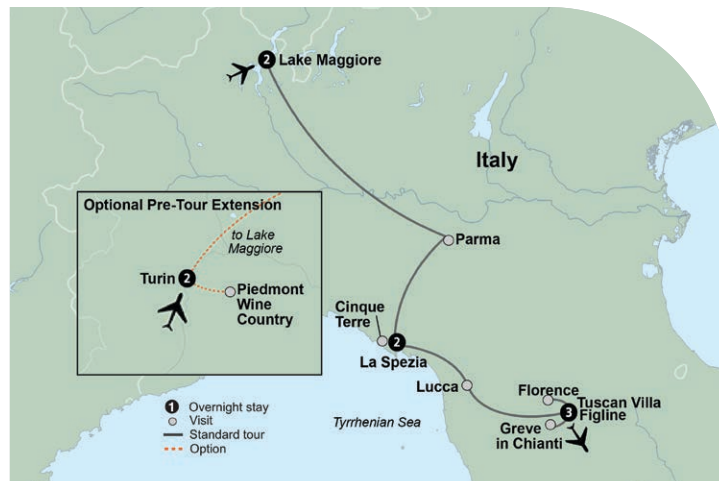 2 Lake Maggiore
Italy
Optional Pre-Tour Extension
to Lake
Maggiore
Turin 2
Piedmont
Wine
Country
Parma
Cinque
Terre
2
La Spezia
Lucca
Florence
Tuscan Villa
3 Figline
Greve
in Chianti
Tyrrhenian Sea
1 Overnight stay
Visit
Standard tour
Option